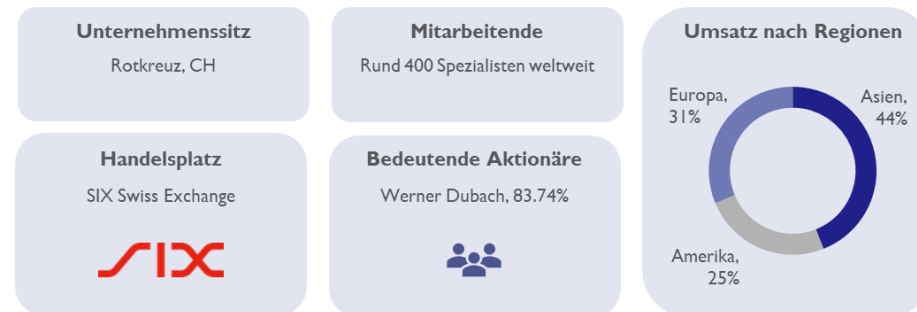 Unternehmenssitz
Rotkreuz, CH
Mitarbeitende
Rund 400 Spezialisten weltweit
Umsatz nach Regionen
Europa,
31%
Asien,
44%
Amerika,
25%
Handelsplatz
SIX Swiss Exchange
SIX
Bedeutende Aktionäre
Werner Dubach, 83.74%